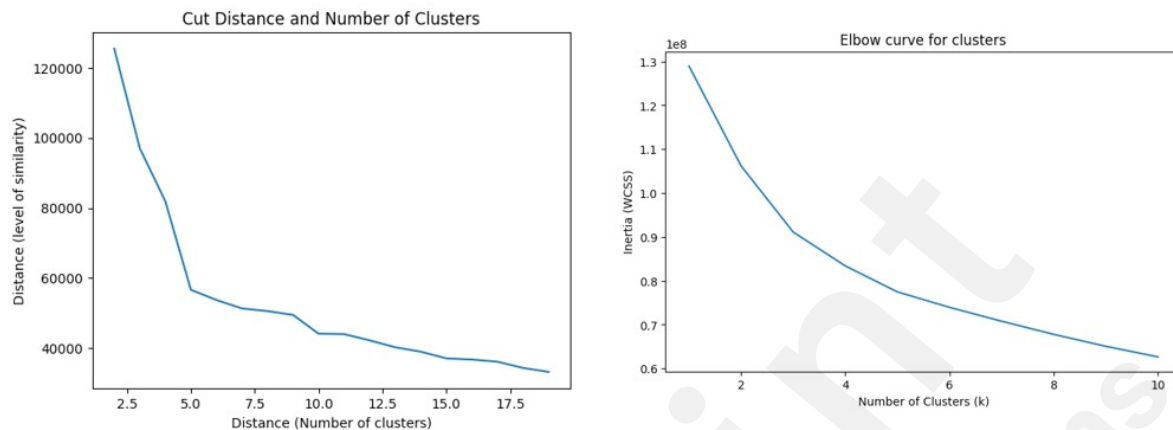 Cut Distance and Number of Clusters
120000
100000
80000
60000
40000
Distance (level of similarity)
2.5 5.0 7.5 10.0 12.5 15.0 17.5
Distance (Number of clusters)
Elbow curve for clusters
1e8
1.3
1.2
1.1
1.0
0.9
0.8
0.7
0.6
Inertia (WCSS)
2 4 6 8 10
Number of Clusters (k)